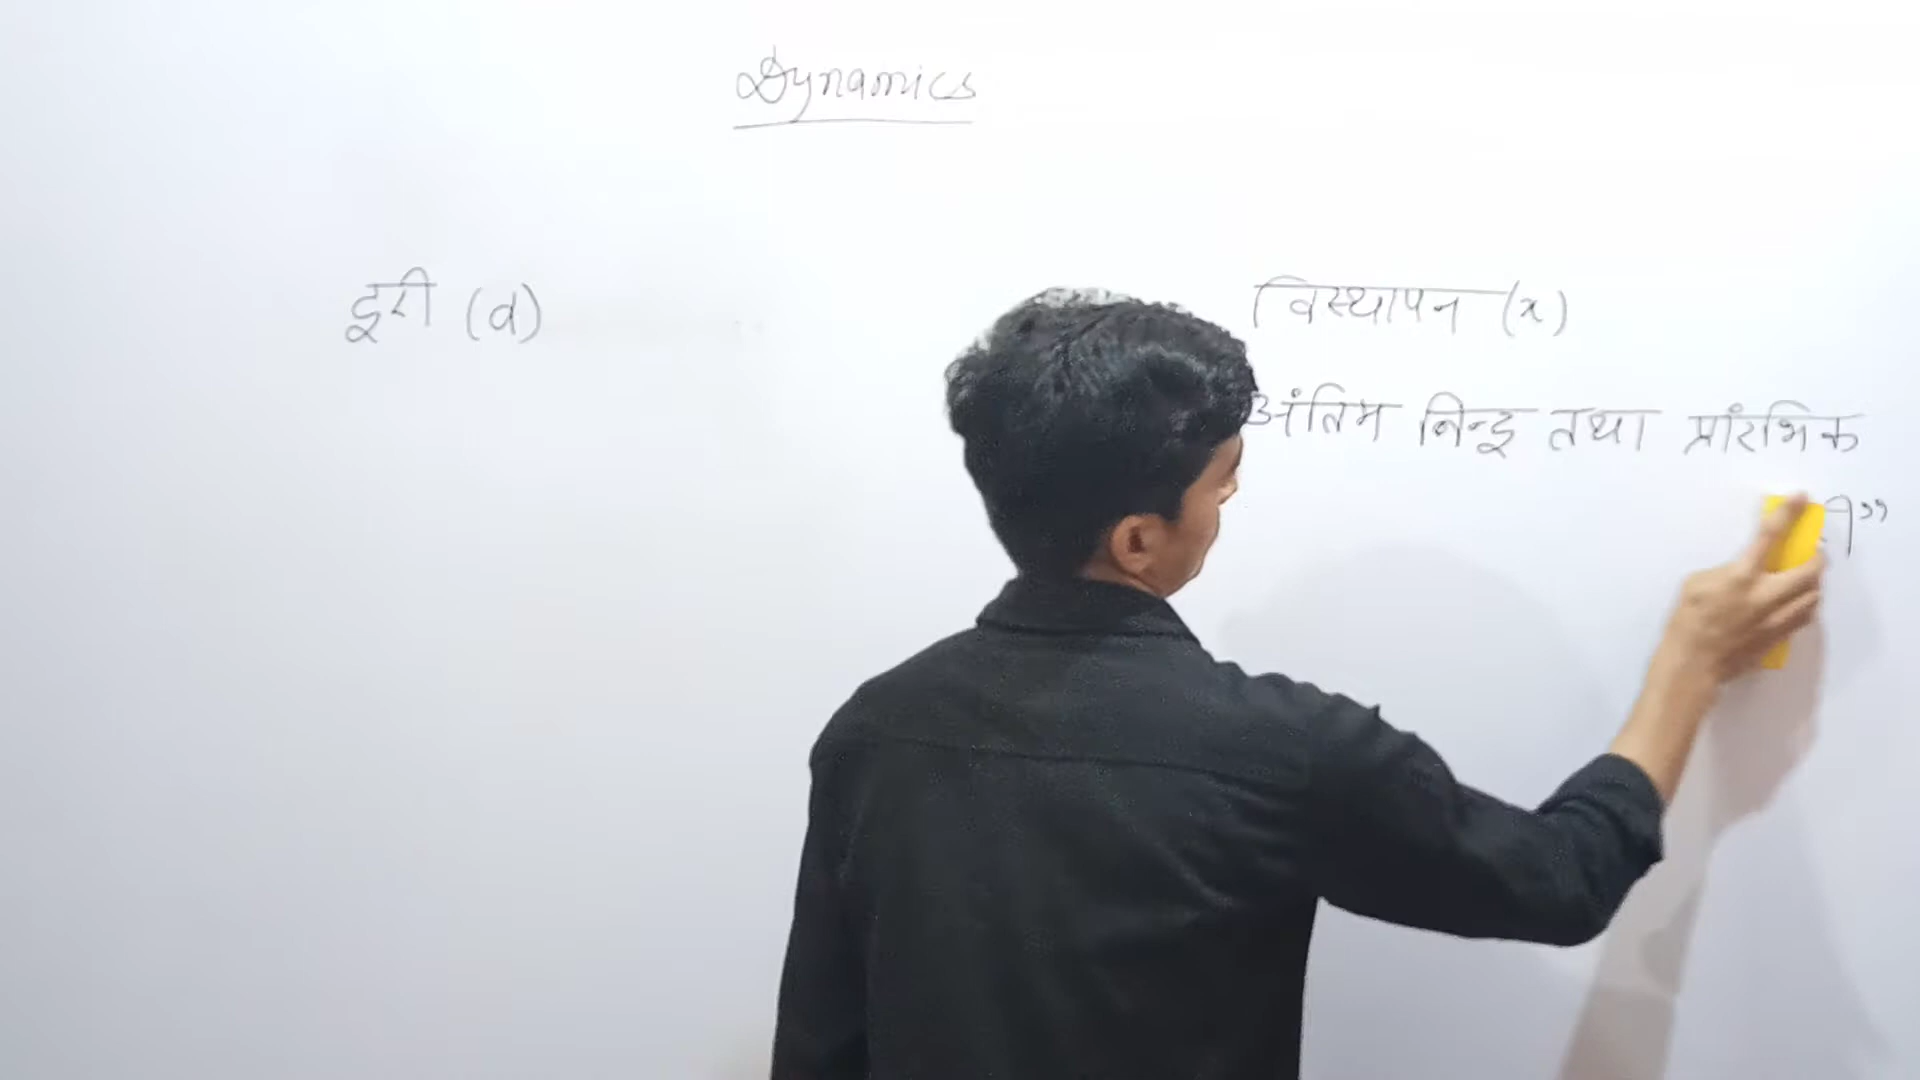 Dynamics
दूरी (d)
विस्थापन (x)
अंतिम बिन्दु तथा प्रारंभिक